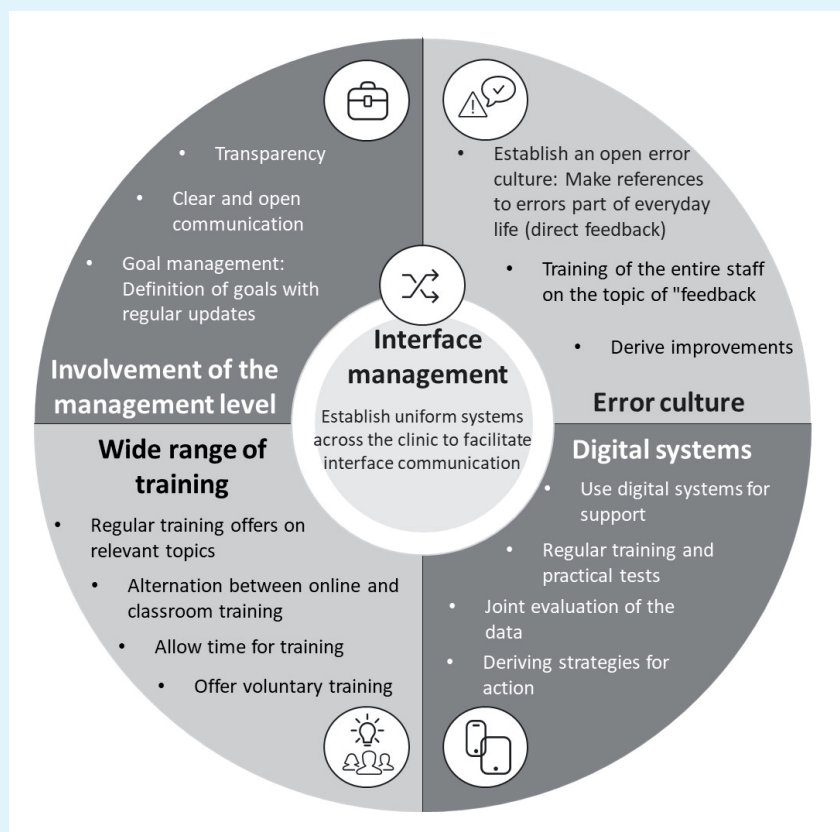 • Transparency
• Clear and open
communication
• Goal management:
Definition of goals with
regular updates
Involvement of the
management level
• Establish an open error
culture: Make references
to errors part of everyday
life (direct feedback)
• Training of the entire staff
on the topic of "feedback
• Derive improvements
Error culture
Interface
management
Establish uniform systems
across the clinic to facilitate
interface communication
Wide range of
training
• Regular training offers on
relevant topics
• Alternation between online and
classroom training
• Allow time for training
• Offer voluntary training
Digital systems
• Use digital systems for
support
• Regular training and
practical tests
• Joint evaluation of the
data
• Deriving strategies for
action